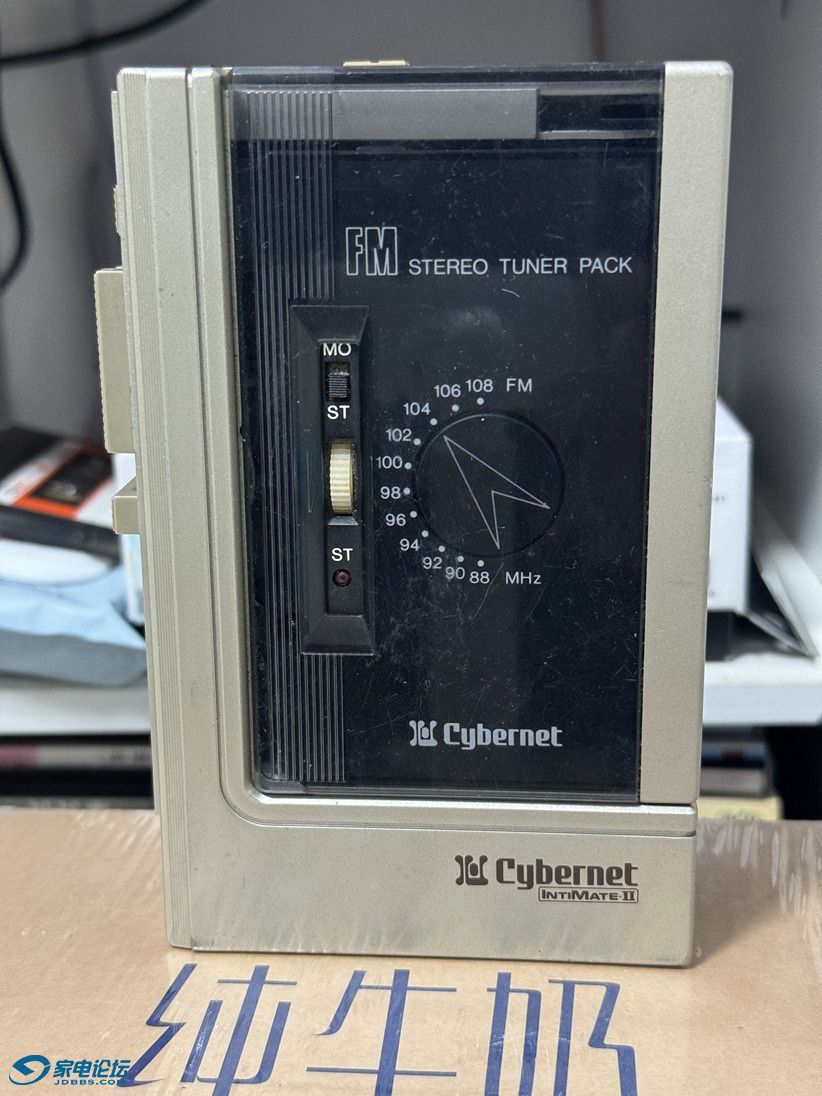 FM STEREO TUNER PACK
MO
ST
ST
108 FM
106
104
102
100
98
96
94
92
90
88 MHz
Cybernet
Cybernet
INTIMATE-II
纯牛奶
家电论坛
JDBBS.COM